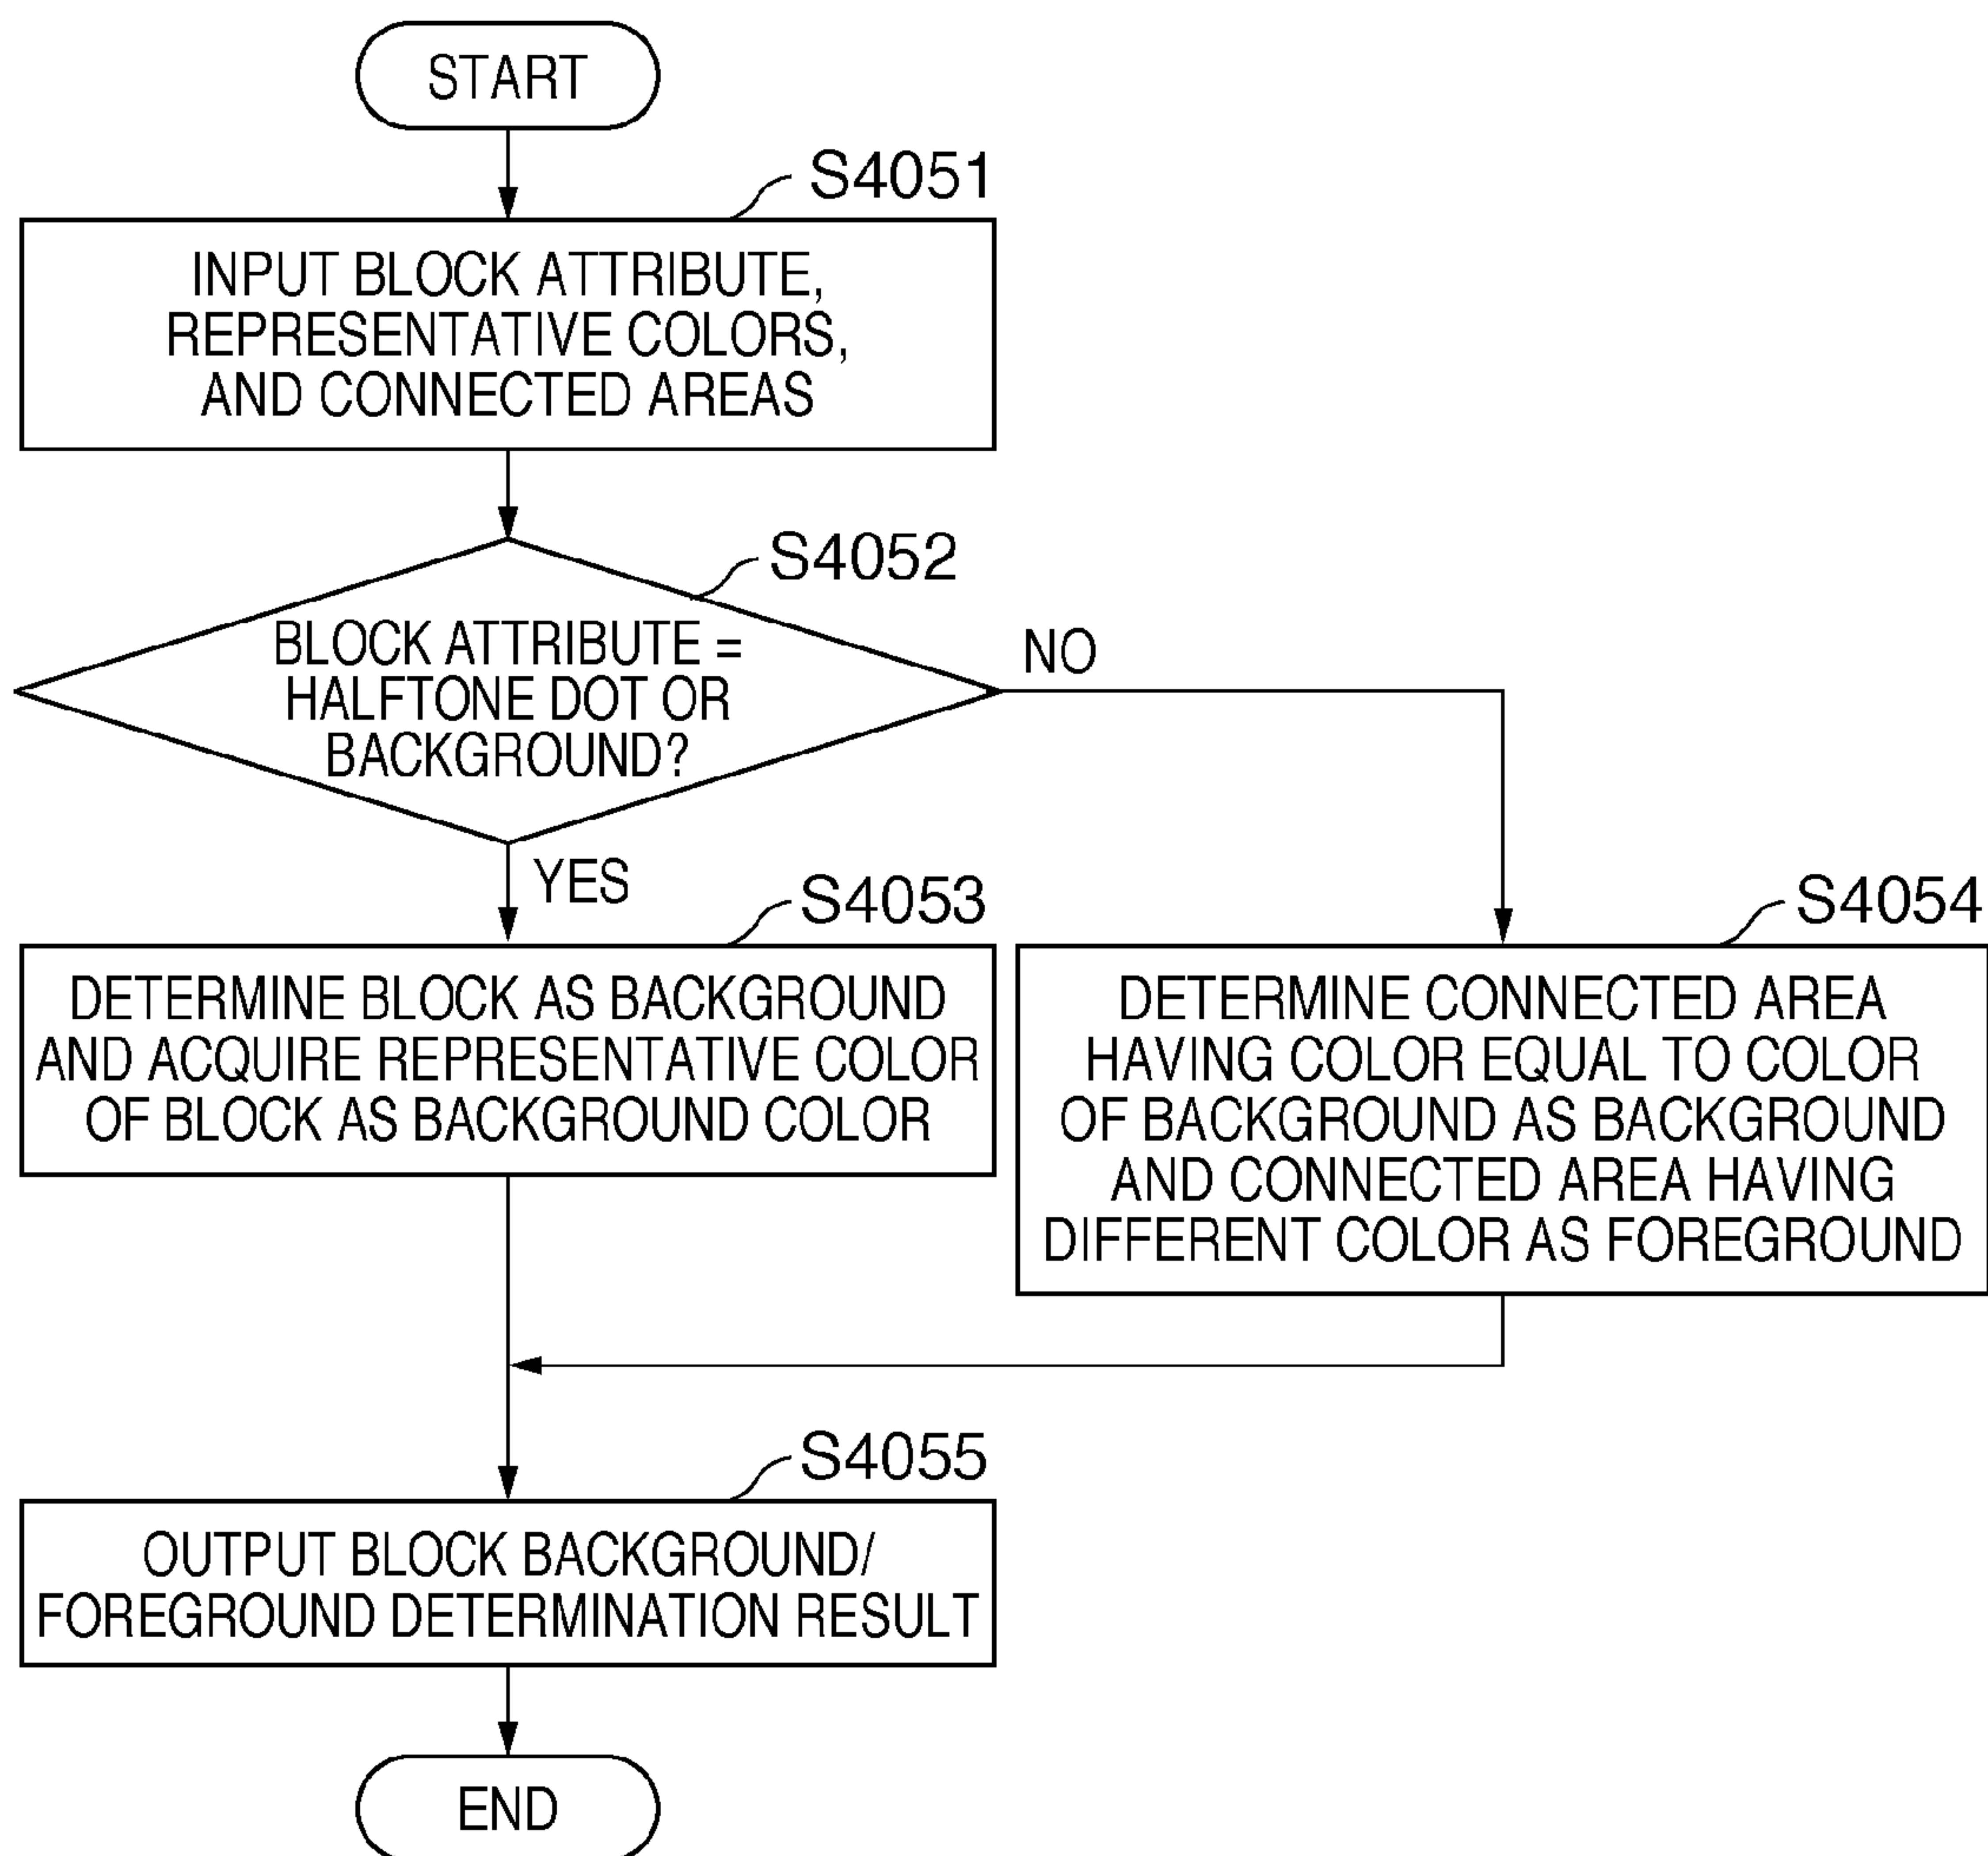 START
S4051
INPUT BLOCK ATTRIBUTE,
REPRESENTATIVE COLORS,
AND CONNECTED AREAS
S4052
BLOCK ATTRIBUTE =
HALFTONE DOT OR
BACKGROUND?
NO
YES
S4053
DETERMINE BLOCK AS BACKGROUND
AND ACQUIRE REPRESENTATIVE COLOR
OF BLOCK AS BACKGROUND COLOR
S4054
DETERMINE CONNECTED AREA
HAVING COLOR EQUAL TO COLOR
OF BACKGROUND AS BACKGROUND
AND CONNECTED AREA HAVING
DIFFERENT COLOR AS FOREGROUND
S4055
OUTPUT BLOCK BACKGROUND/
FOREGROUND DETERMINATION RESULT
END